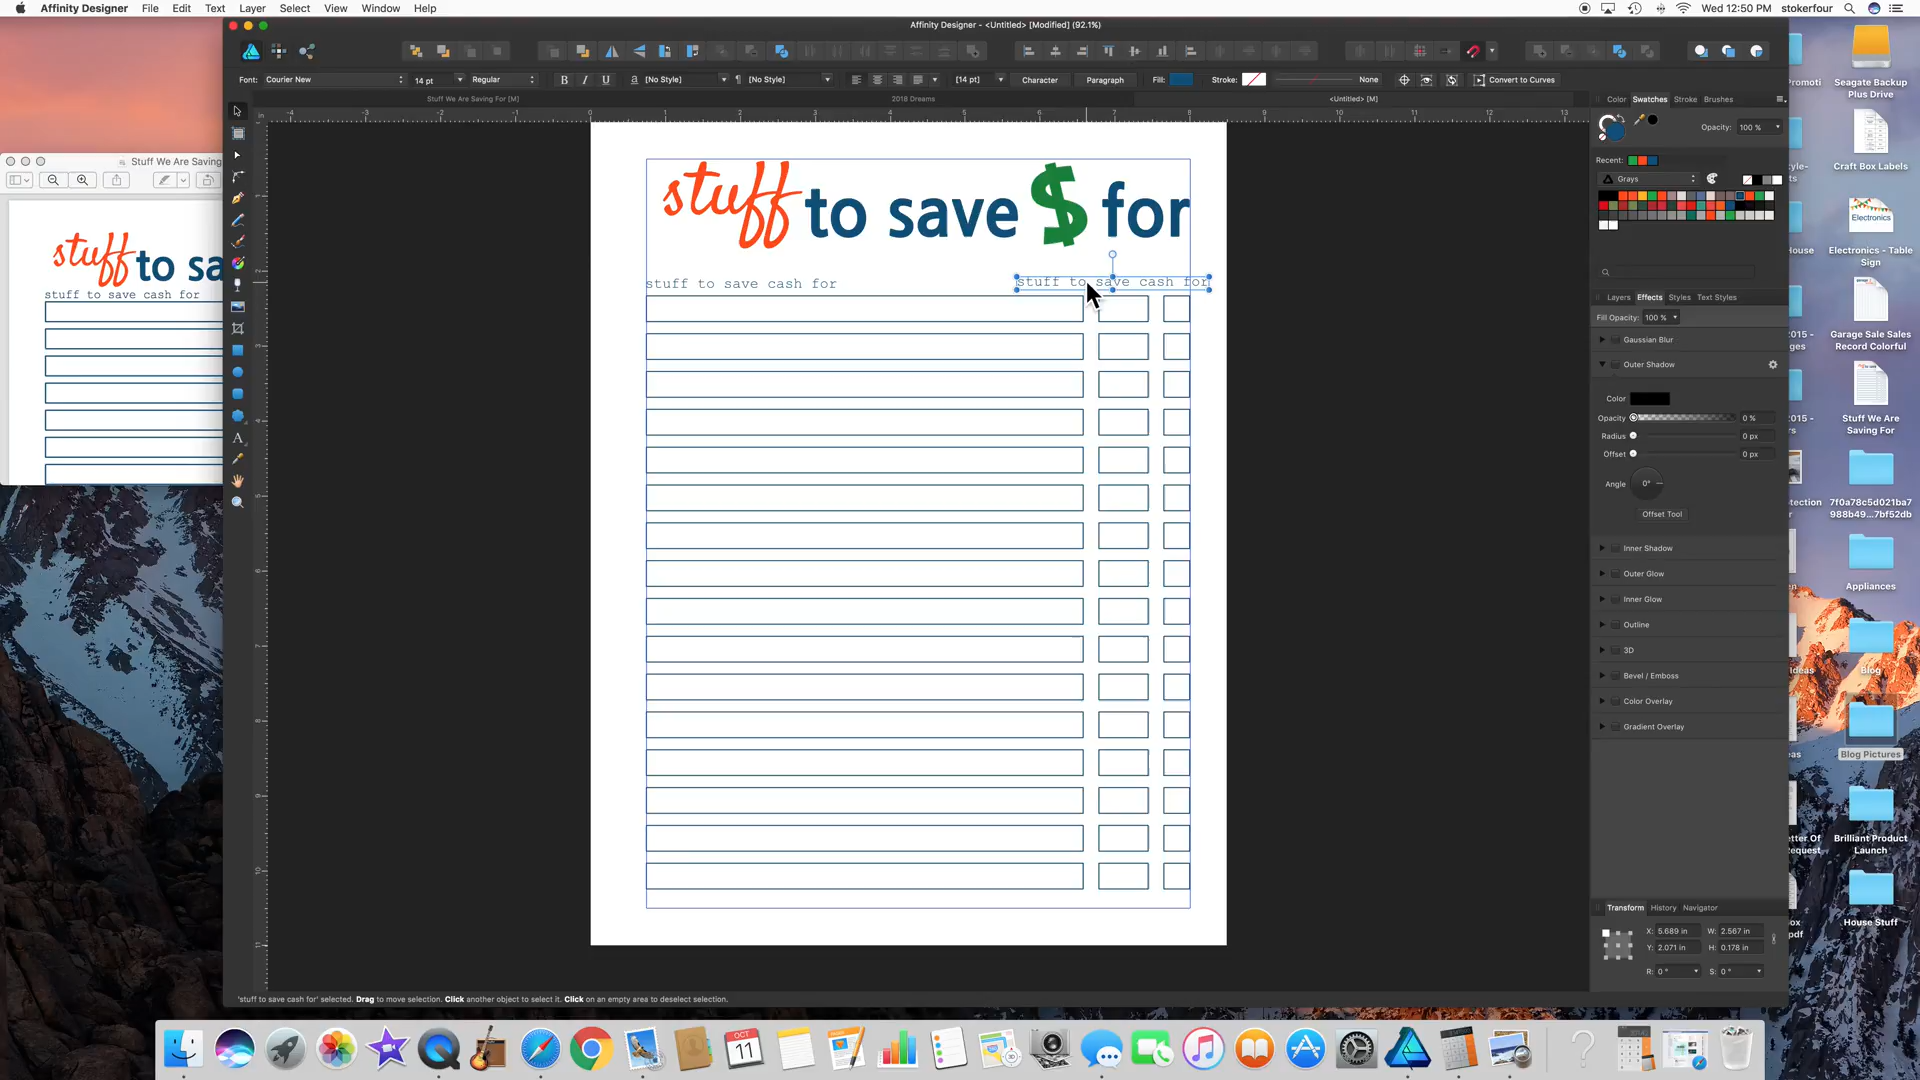 Affinity Designer File Edit Text Layer Select View Window Help
Wed 12:50 PM stokerfour
Affinity Designer - <Untitled> [Modified] (92.1%)
Font: Courier New 14 pt Regular B I U a [No Style] ¶ [No Style] [14 pt] Character Paragraph Fill: Stroke: None Convert to Curves
Stuff We Are Saving For [M] 2018 Dreams <Untitled> [M]
Stuff We Are Saving
stuff to sa
stuff to save cash for
stuff to save $ for
stuff to save cash for
stuff to save cash for
Color Swatches Stroke Brushes
Opacity: 100 %
Recent:
Grays
Layers Effects Styles Text Styles
Fill Opacity: 100 %
Gaussian Blur
Outer Shadow
Color
Opacity 0 %
Radius 0 px
Offset 0 px
Angle 0°
Offset Tool
Inner Shadow
Outer Glow
Inner Glow
Outline
3D
Bevel / Emboss
Color Overlay
Gradient Overlay
Transform History Navigator
X: 5.689 in W: 2.567 in
Y: 2.071 in H: 0.178 in
R: 0° S: 0°
'stuff to save cash for' selected. Drag to move selection. Click another object to select it. Click on an empty area to deselect selection.
Seagate Backup
Plus Drive
Craft Box Labels
Electronics
Electronics - Table
Sign
Garage Sale Sales
Record Colorful
Stuff We Are
Saving For
7f0a78c5d021ba7
988b49...7bf52db
Appliances
Blog
Blog Pictures
Brilliant Product
Launch
House Stuff
OCT
11